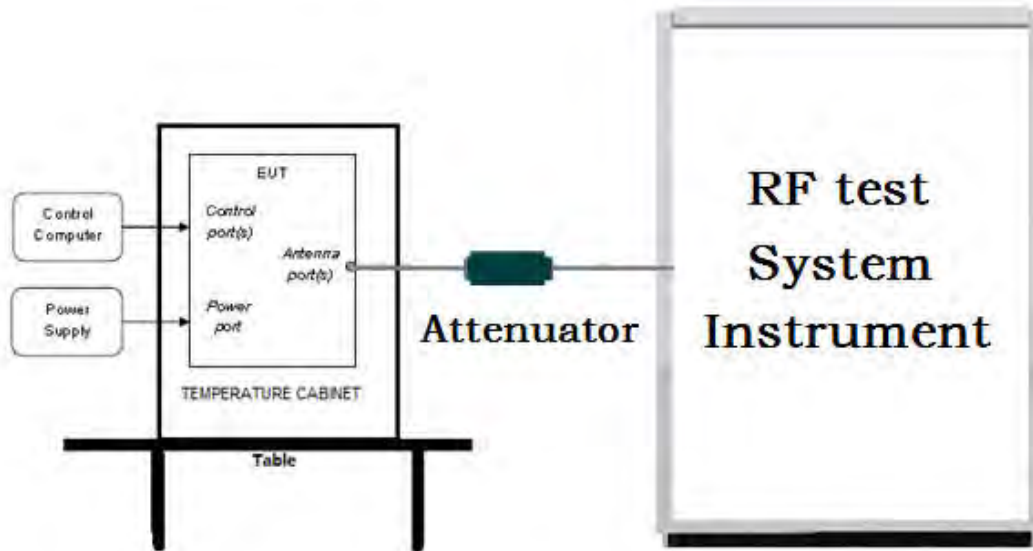 Control
Computer
Power
Supply
EUT
Control
port(s)
Antenna
port(s)
Power
port
TEMPERATURE CABINET
Table
Attenuator
RF test
System
Instrument